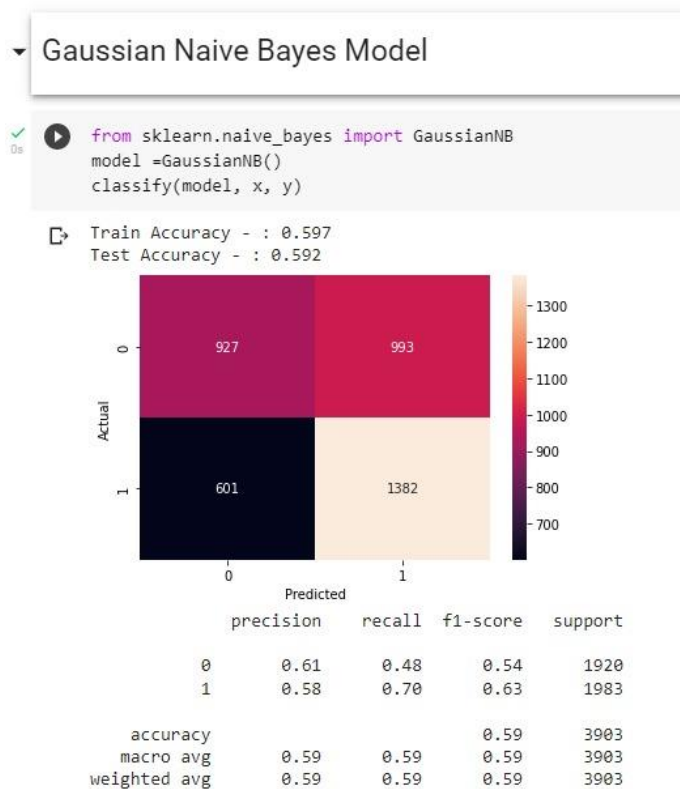 Gaussian Naive Bayes Model
0s
from sklearn.naive_bayes import GaussianNB
model =GaussianNB()
classify(model, x, y)
Train Accuracy - : 0.597
Test Accuracy - : 0.592
927 993
601 1382
0
1
Actual
0 1
Predicted
1300
1200
1100
1000
900
800
700
precision recall f1-score support
0 0.61 0.48 0.54 1920
1 0.58 0.70 0.63 1983
accuracy 0.59 3903
macro avg 0.59 0.59 0.59 3903
weighted avg 0.59 0.59 0.59 3903